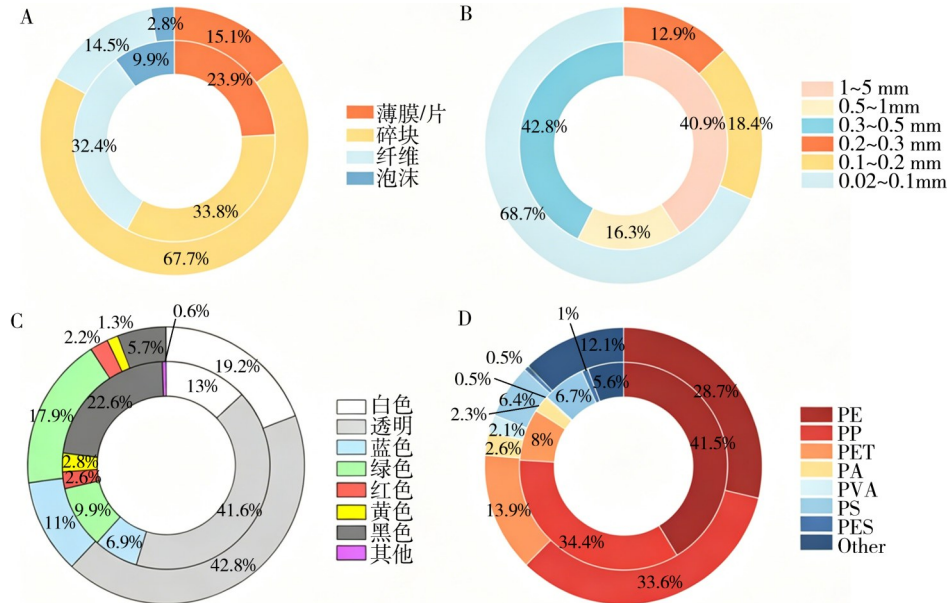 A
2.8%
15.1%
14.5%
9.9%
23.9%
32.4%
33.8%
67.7%
薄膜/片
碎块
纤维
泡沫
B
12.9%
42.8%
40.9%
18.4%
68.7%
16.3%
1~5 mm
0.5~1mm
0.3~0.5 mm
0.2~0.3 mm
0.1~0.2 mm
0.02~0.1mm
C
0.6%
1.3%
2.2%
5.7%
19.2%
13%
22.6%
17.9%
2.8%
2.6%
9.9%
41.6%
11%
6.9%
42.8%
白色
透明
蓝色
绿色
红色
黄色
黑色
其他
D
1%
12.1%
0.5%
0.5%
6.7%
5.6%
28.7%
6.4%
2.3%
2.1%
8%
41.5%
2.6%
13.9%
34.4%
33.6%
PE
PP
PET
PA
PVA
PS
PES
Other